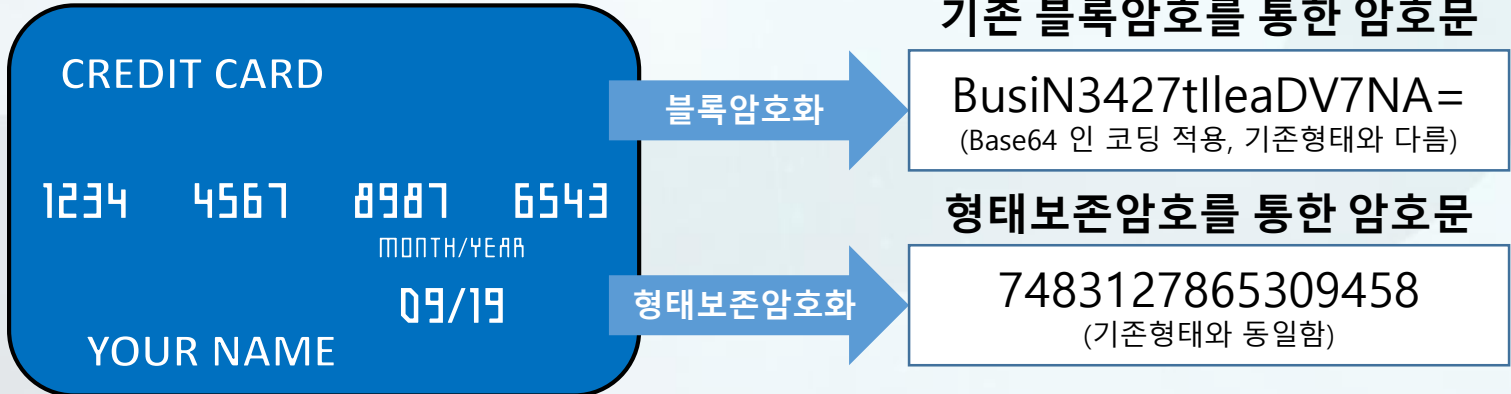 CREDIT CARD
1234 4567 8987 6543
MONTH/YEAR
09/19
YOUR NAME
블록암호화
형태보존암호화
기존 블록암호를 통한 암호문
BusiN3427tIleaDV7NA=
(Base64 인 코딩 적용, 기존형태와 다름)
형태보존암호를 통한 암호문
7483127865309458
(기존형태와 동일함)